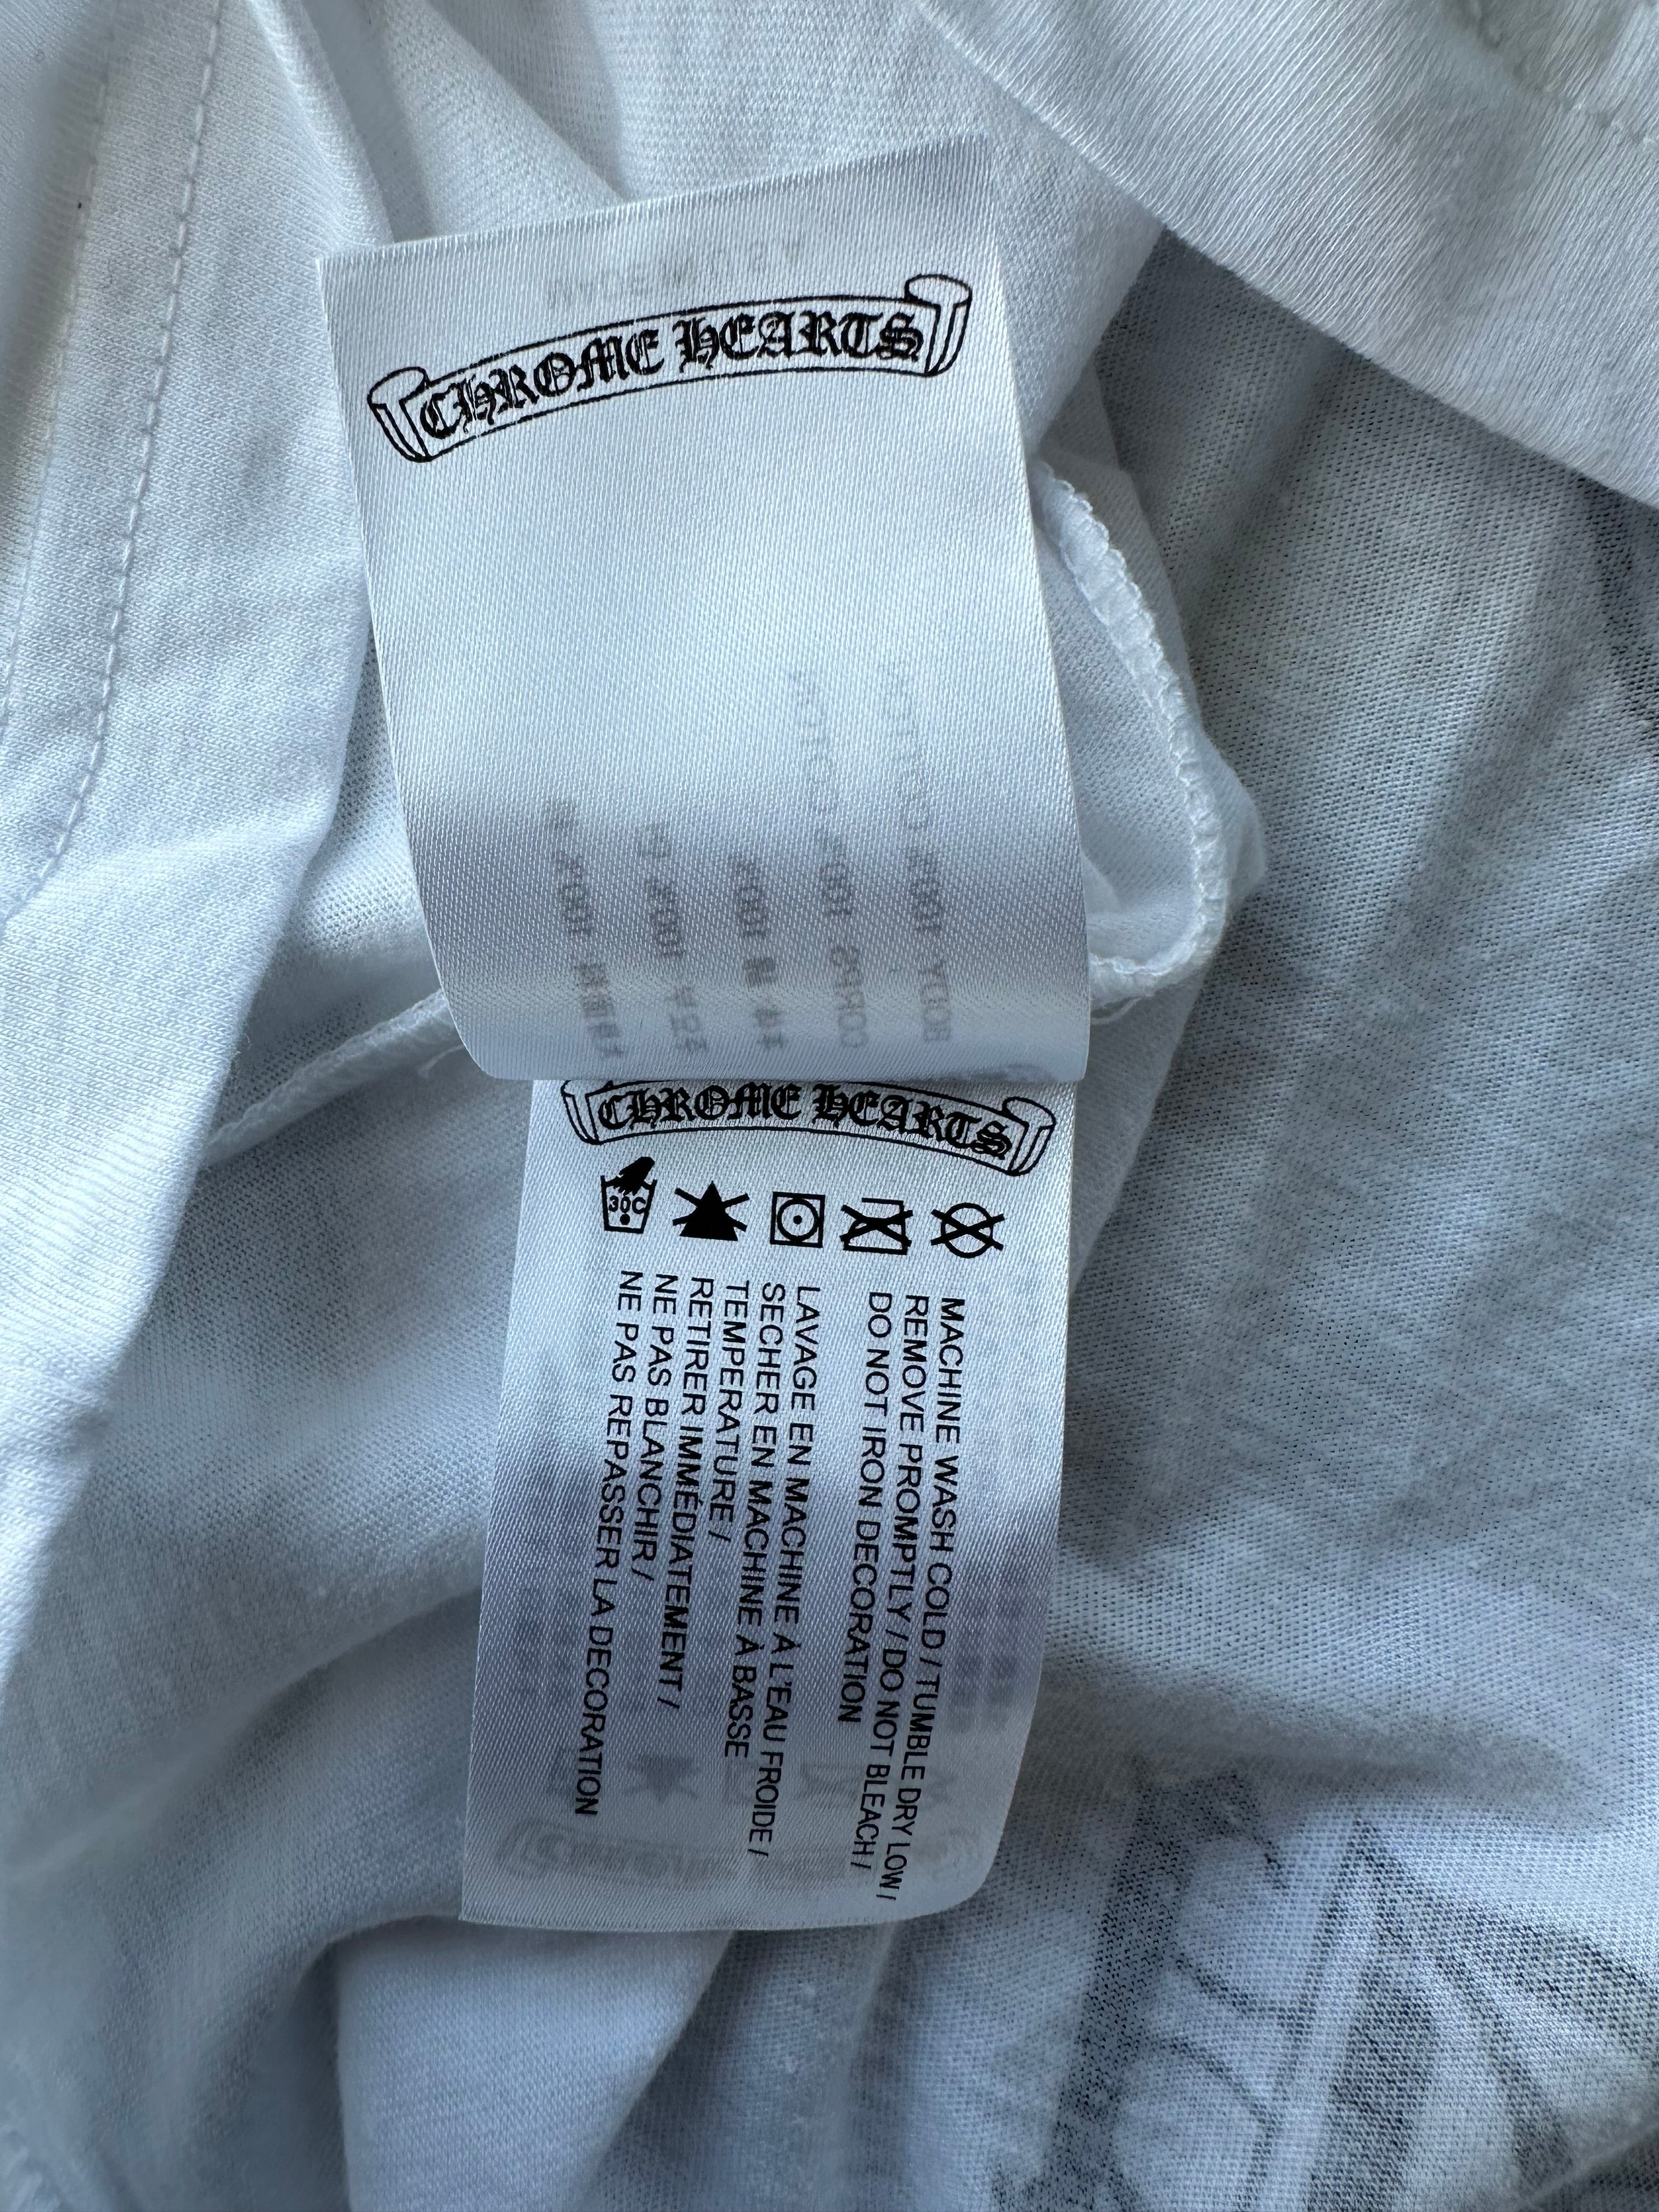 CHROME HEARTS
CHROME HEARTS
30C
MACHINE WASH COLD / TUMBLE DRY LOW /
REMOVE PROMPTLY / DO NOT BLEACH /
DO NOT IRON DECORATION
LAVAGE EN MACHINE À L'EAU FROIDE /
SECHER EN MACHINE À BASSE
TEMPERATURE /
RETIRER IMMÉDIATEMENT /
NE PAS BLANCHIR /
NE PAS REPASSER LA DECORATION